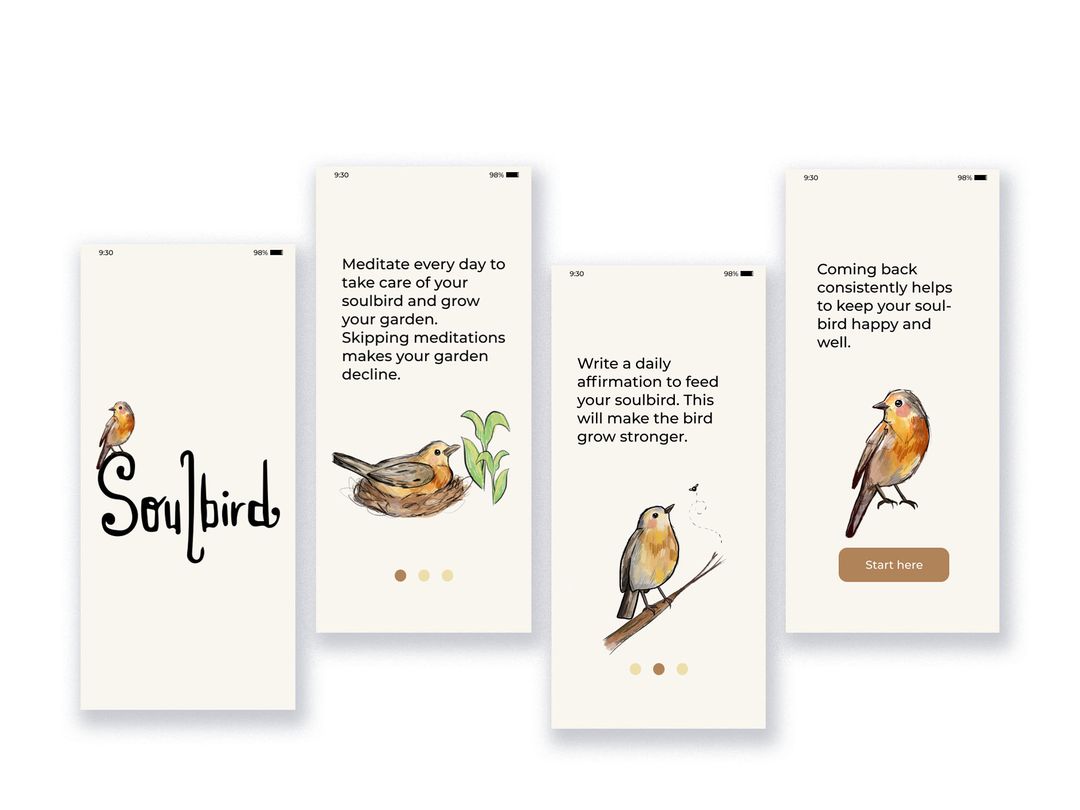 9:30 98%
Soulbird
9:30 98%
Meditate every day to
take care of your
soulbird and grow
your garden.
Skipping meditations
makes your garden
decline.
9:30 98%
Write a daily
affirmation to feed
your soulbird. This
will make the bird
grow stronger.
9:30 98%
Coming back
consistently helps
to keep your soul-
bird happy and
well.
Start here